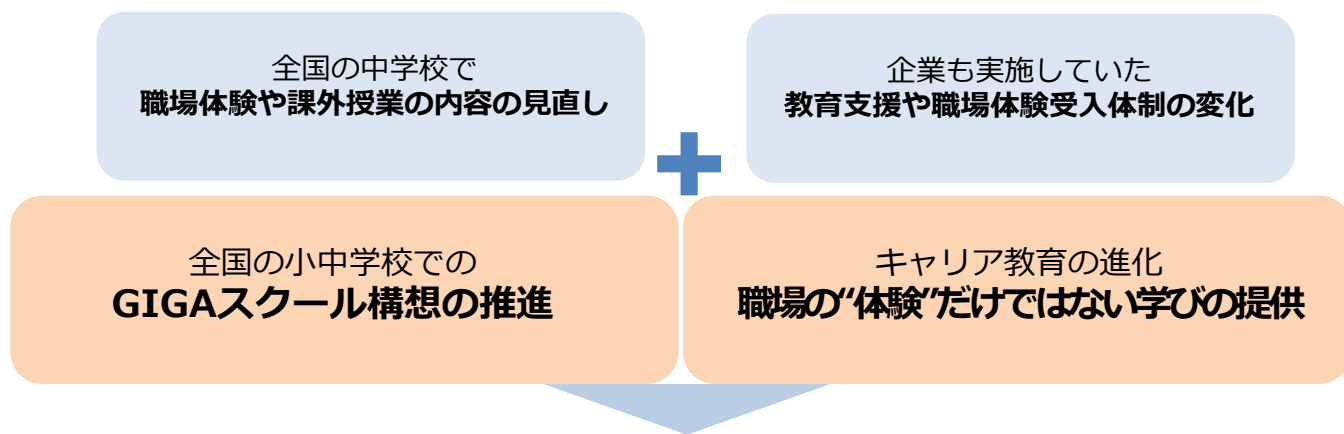 全国の中学校で
職場体験や課外授業の内容の見直し
企業も実施していた
教育支援や職場体験受入体制の変化
全国の小中学校での
GIGAスクール構想の推進
キャリア教育の進化
職場の“体験”だけではない学びの提供